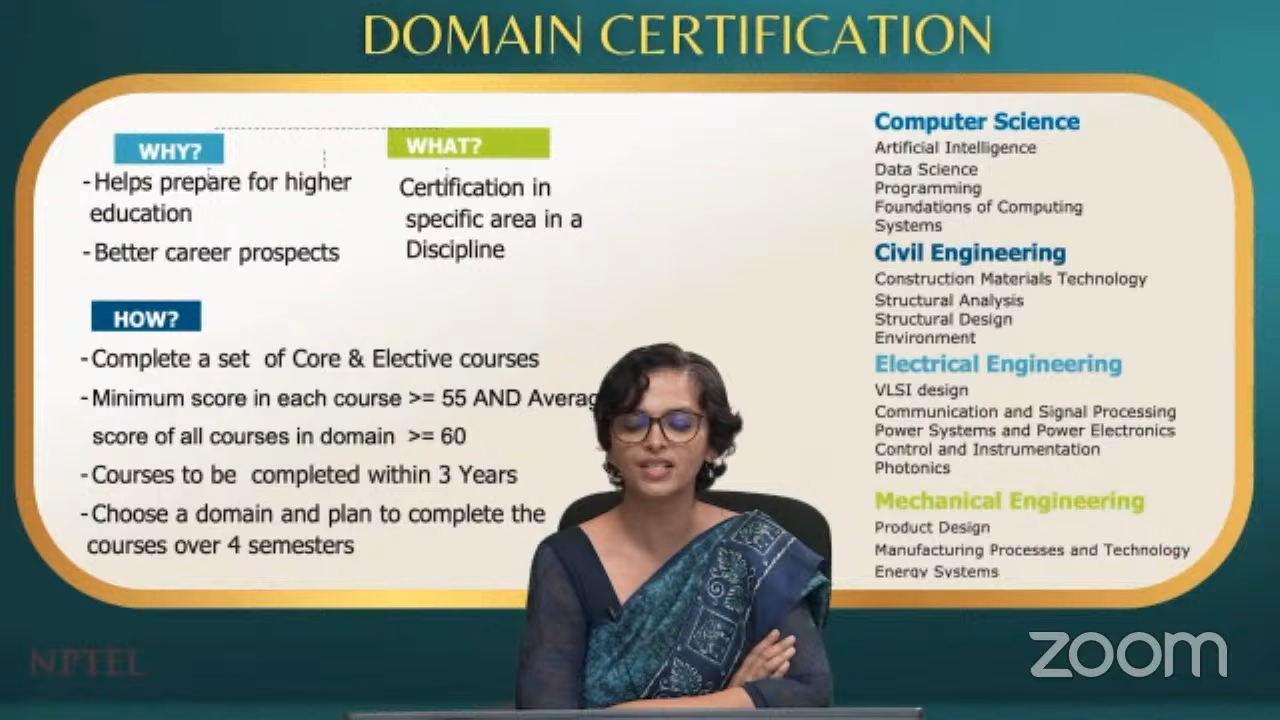 DOMAIN CERTIFICATION
WHY?
-Helps prepare for higher
education
-Better career prospects
WHAT?
Certification in
specific area in a
Discipline
HOW?
-Complete a set of Core & Elective courses
-Minimum score in each course >= 55 AND Averag
score of all courses in domain >= 60
-Courses to be completed within 3 Years
-Choose a domain and plan to complete the
courses over 4 semesters
Computer Science
Artificial Intelligence
Data Science
Programming
Foundations of Computing
Systems
Civil Engineering
Construction Materials Technology
Structural Analysis
Structural Design
Environment
Electrical Engineering
VLSI design
Communication and Signal Processing
Power Systems and Power Electronics
Control and Instrumentation
Photonics
Mechanical Engineering
Product Design
Manufacturing Processes and Technology
Energy Systems
NPTEL
zoom